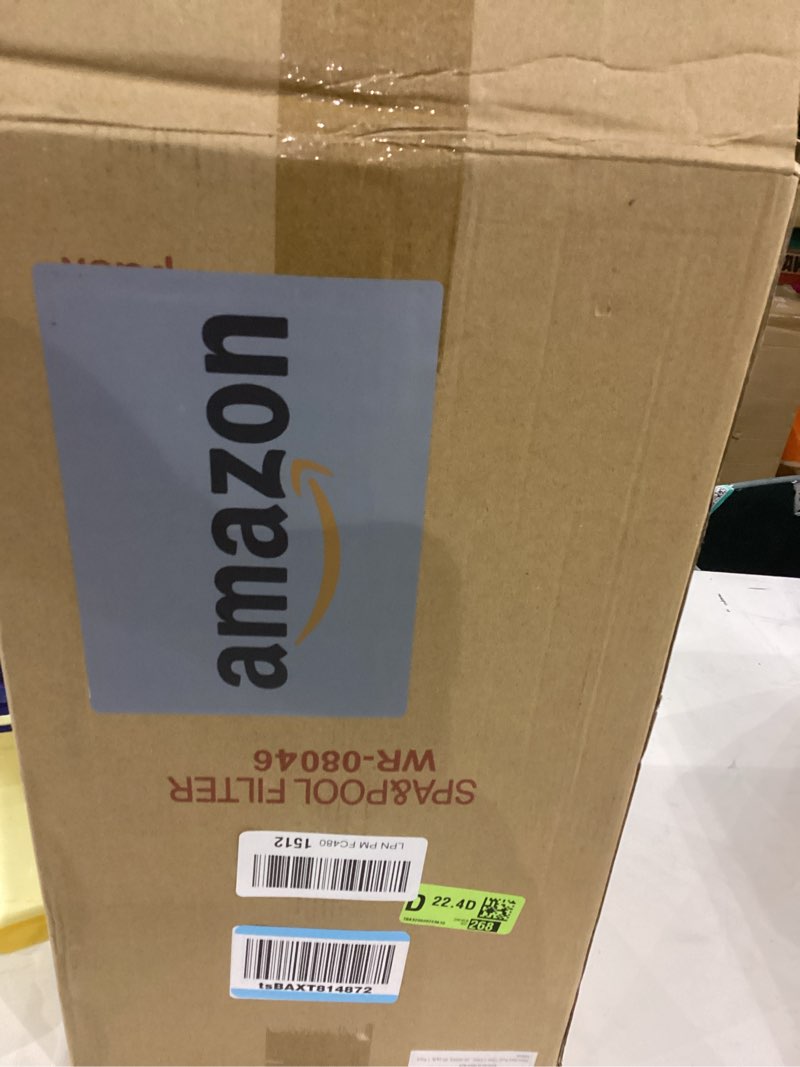 amazon
WR-08046
SPA&POOL FILTER
LPN PM FC480 1512
D 22.4D
268
tsBAXT814872